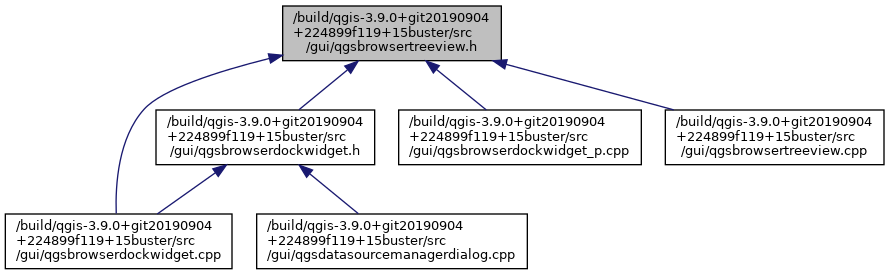 /build/qgis-3.9.0+git20190904
+224899f119+15buster/src
/gui/qgsbrowsertreeview.h
/build/qgis-3.9.0+git20190904
+224899f119+15buster/src
/gui/qgsbrowserdockwidget.h
/build/qgis-3.9.0+git20190904
+224899f119+15buster/src
/gui/qgsbrowserdockwidget_p.cpp
/build/qgis-3.9.0+git20190904
+224899f119+15buster/src
/gui/qgsbrowsertreeview.cpp
/build/qgis-3.9.0+git20190904
+224899f119+15buster/src
/gui/qgsbrowserdockwidget.cpp
/build/qgis-3.9.0+git20190904
+224899f119+15buster/src
/gui/qgsdatasourcemanagerdialog.cpp